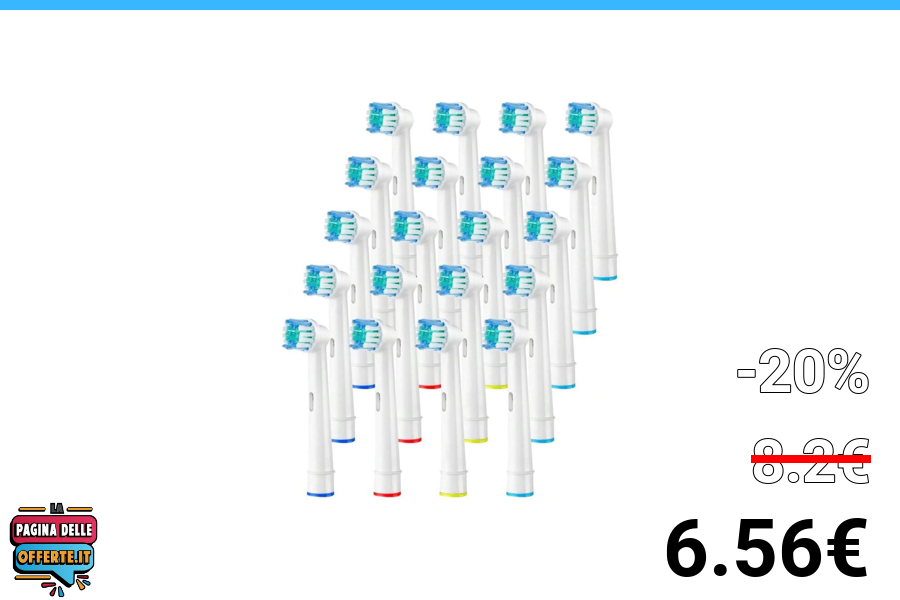 -20%
8.2€
6.56€
LA
PAGINA DELLE
OFFERTE.IT